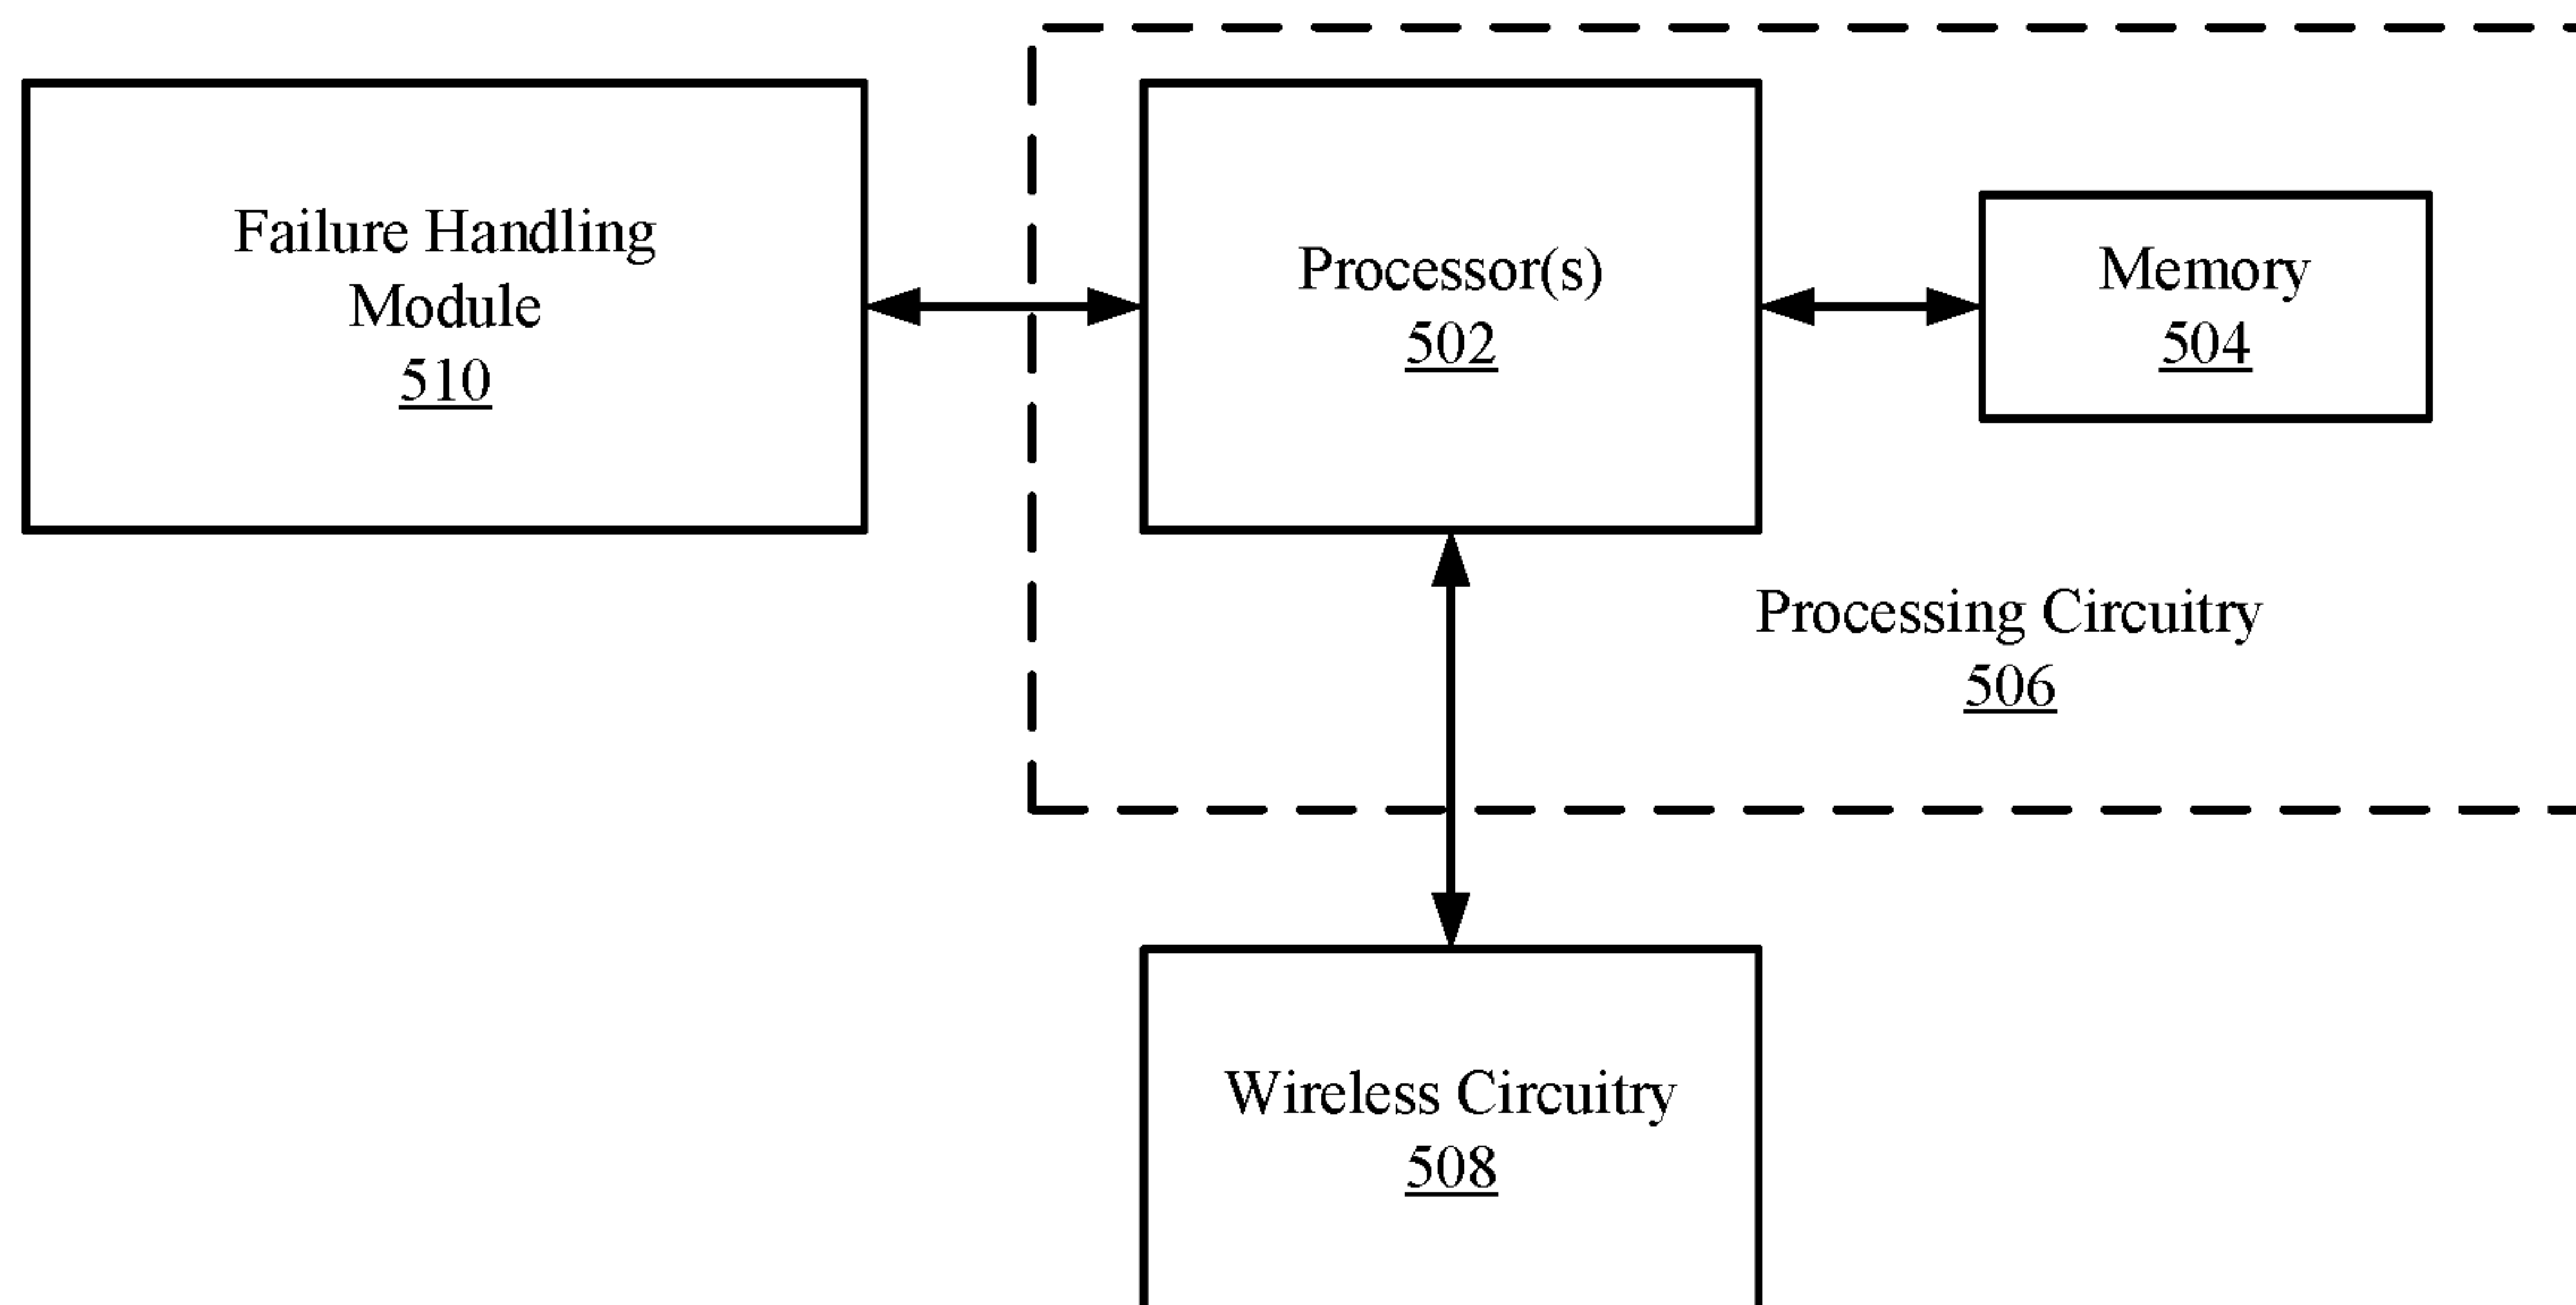 Failure Handling
Module
510
Processor(s)
502
Memory
504
Processing Circuitry
506
Wireless Circuitry
508